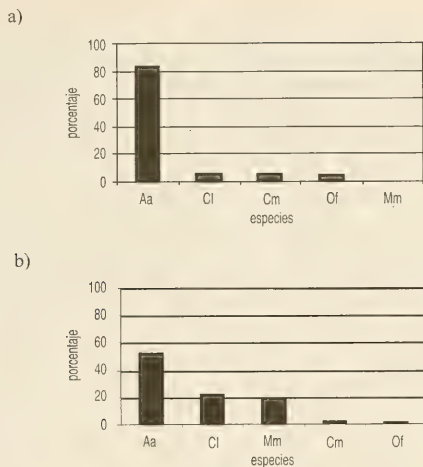 a)
100
80
60
40
20
0
porcentaje
Aa Cl Cm Of Mm
especies
b)
100
80
60
40
20
0
porcentaje
Aa Cl Mm Cm Of
especies